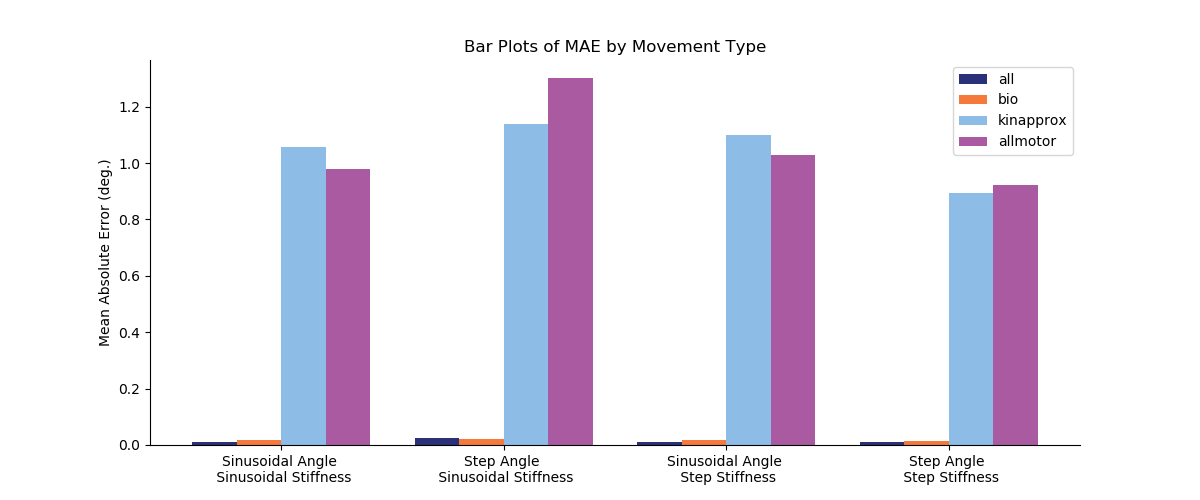 Bar Plots of MAE by Movement Type
all
bio
kinapprox
allmotor
Mean Absolute Error (deg.)
1.2
1.0
0.8
0.6
0.4
0.2
0.0
Sinusoidal Angle
Sinusoidal Stiffness
Step Angle
Sinusoidal Stiffness
Sinusoidal Angle
Step Stiffness
Step Angle
Step Stiffness